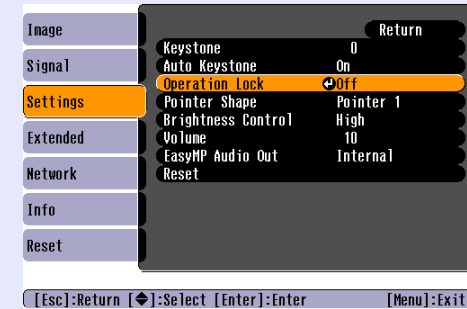 Image
Signal
Settings
Extended
Network
Info
Reset
Return
Keystone 0
Auto Keystone On
Operation Lock Off
Pointer Shape Pointer 1
Brightness Control High
Volume 10
EasyMP Audio Out Internal
Reset
[Esc]:Return [◆]:Select [Enter]:Enter [Menu]:Exit